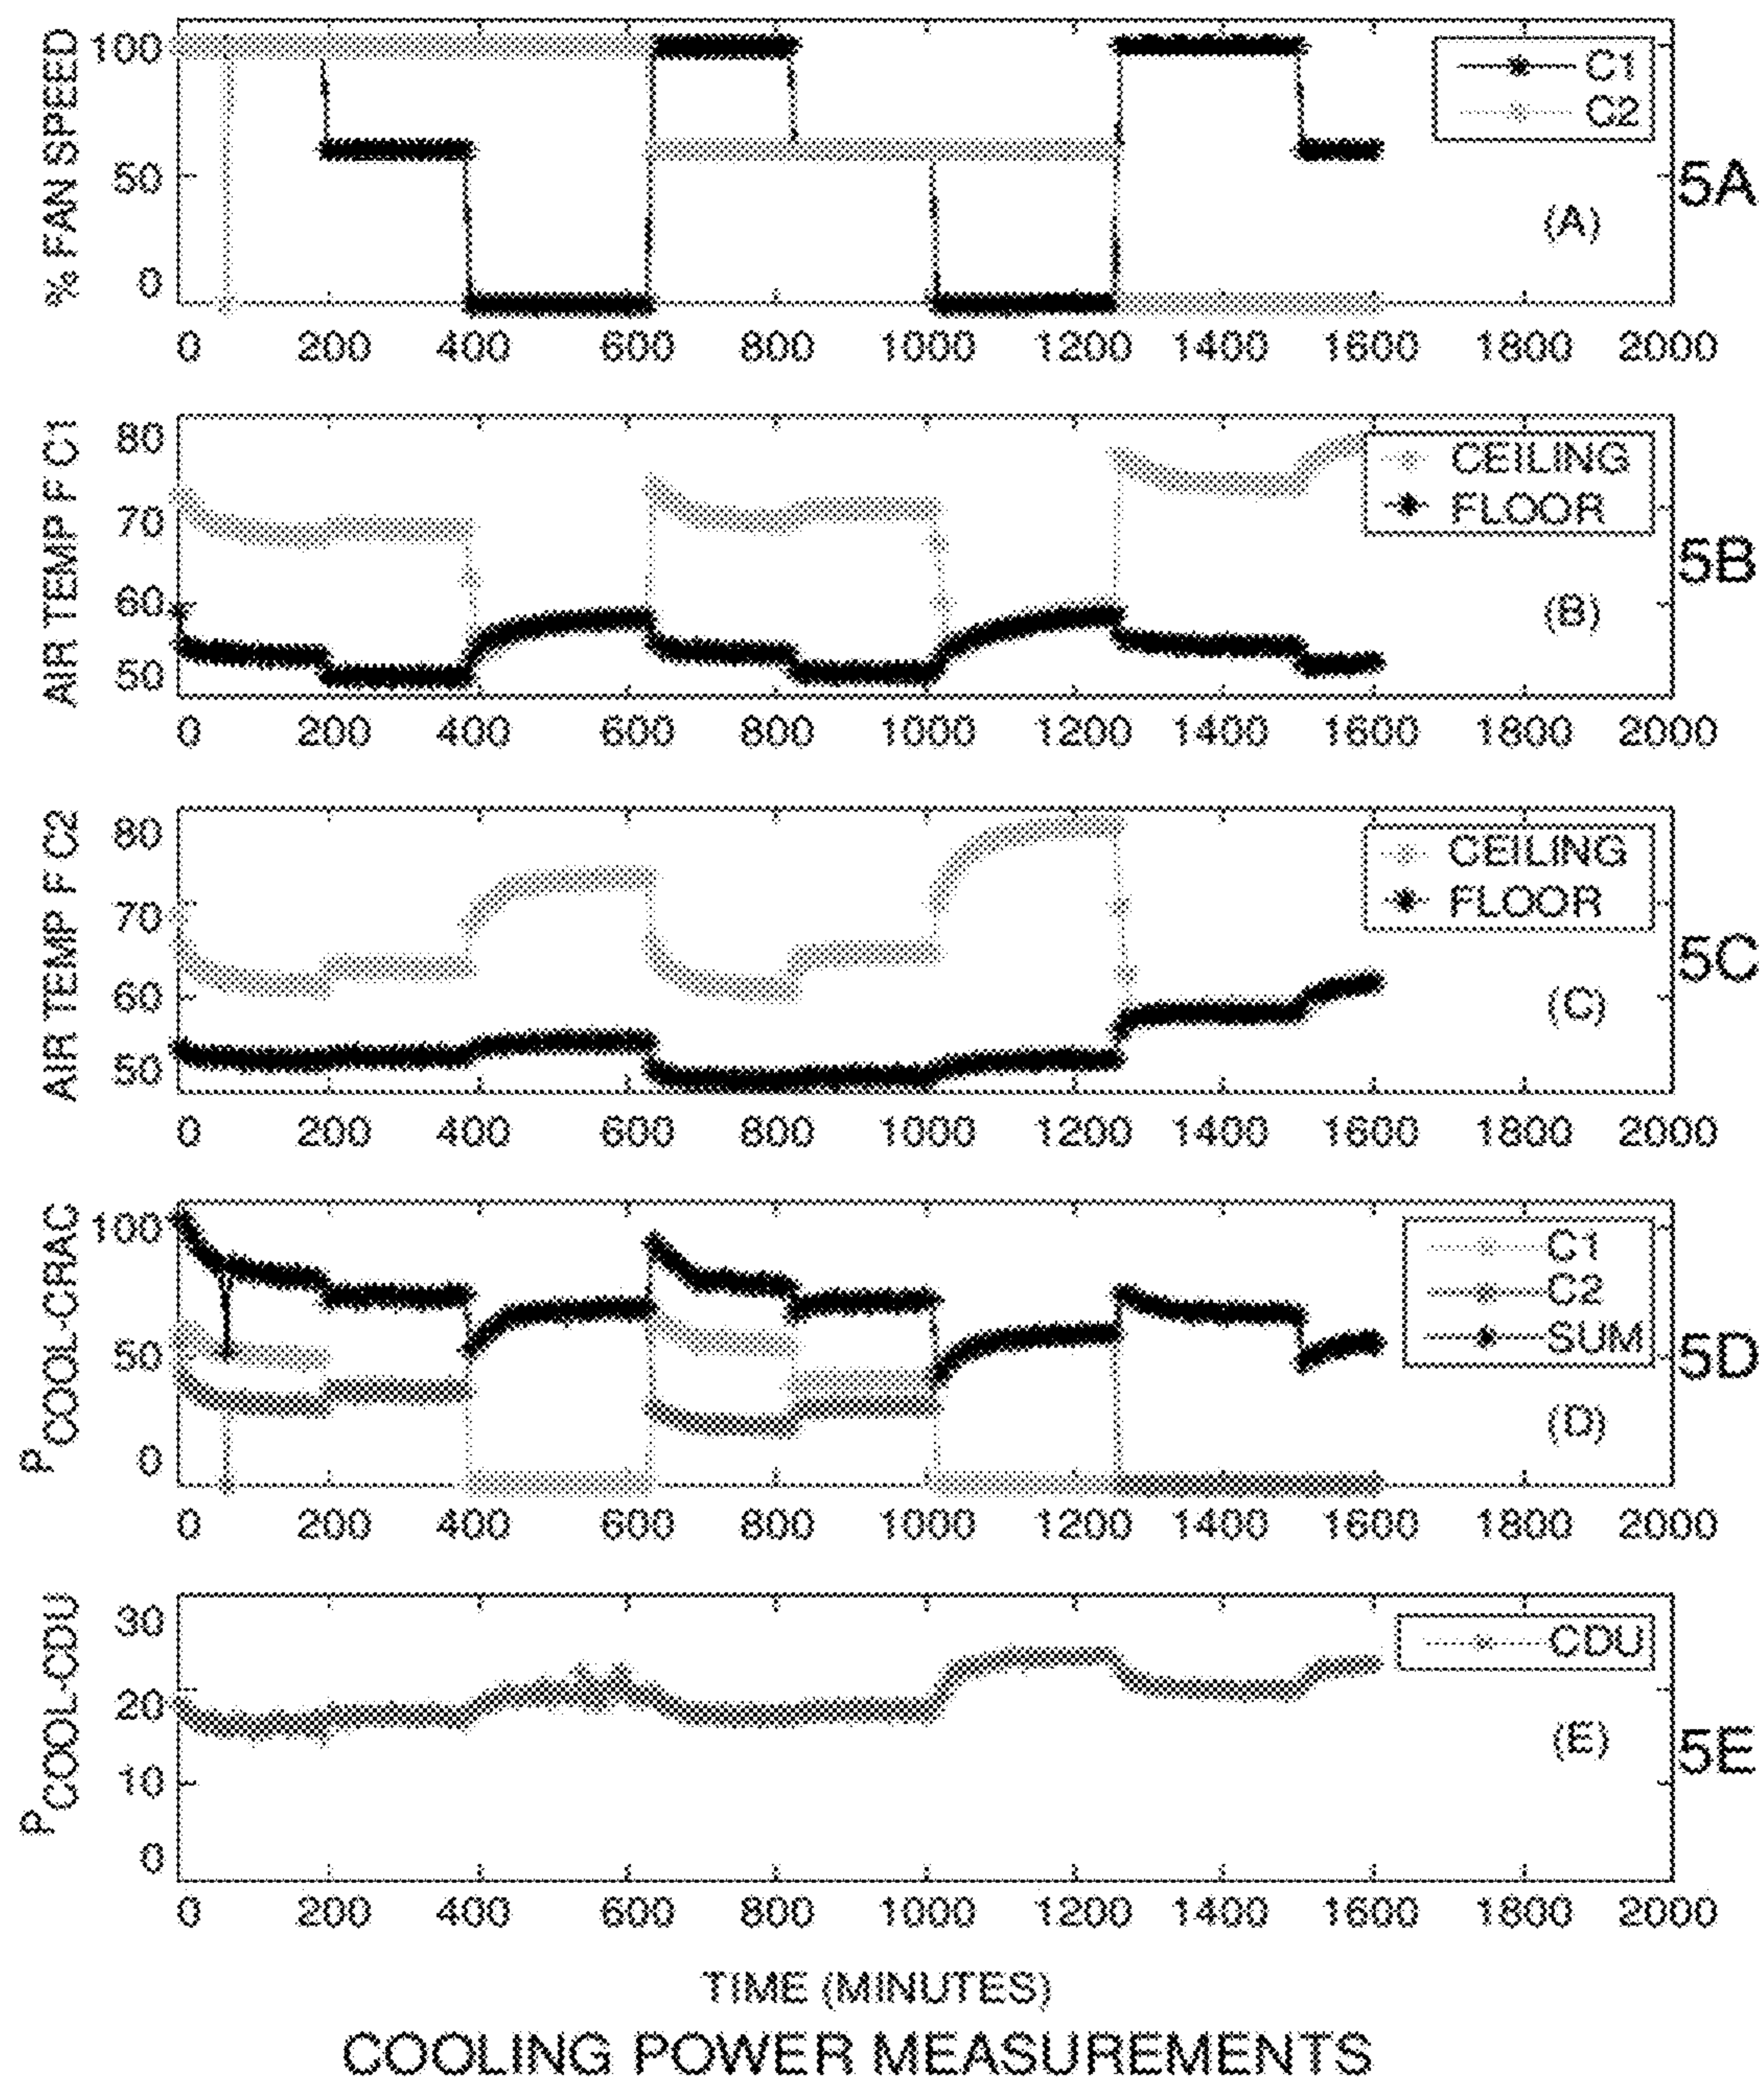 % FAN SPEED
100
50
0
C1
C2
(A)
5A
0 200 400 600 800 1000 1200 1400 1600 1800 2000
AIR TEMP F C1
80
70
60
50
CEILING
FLOOR
(B)
5B
0 200 400 600 800 1000 1200 1400 1600 1800 2000
AIR TEMP F C2
80
70
60
50
CEILING
FLOOR
(C)
5C
0 200 400 600 800 1000 1200 1400 1600 1800 2000
PCOOL-CRAC
100
50
0
C1
C2
SUM
(D)
5D
0 200 400 600 800 1000 1200 1400 1600 1800 2000
PCOOL-CDU
30
20
10
0
CDU
(E)
5E
0 200 400 600 800 1000 1200 1400 1600 1800 2000
TIME (MINUTES)
COOLING POWER MEASUREMENTS